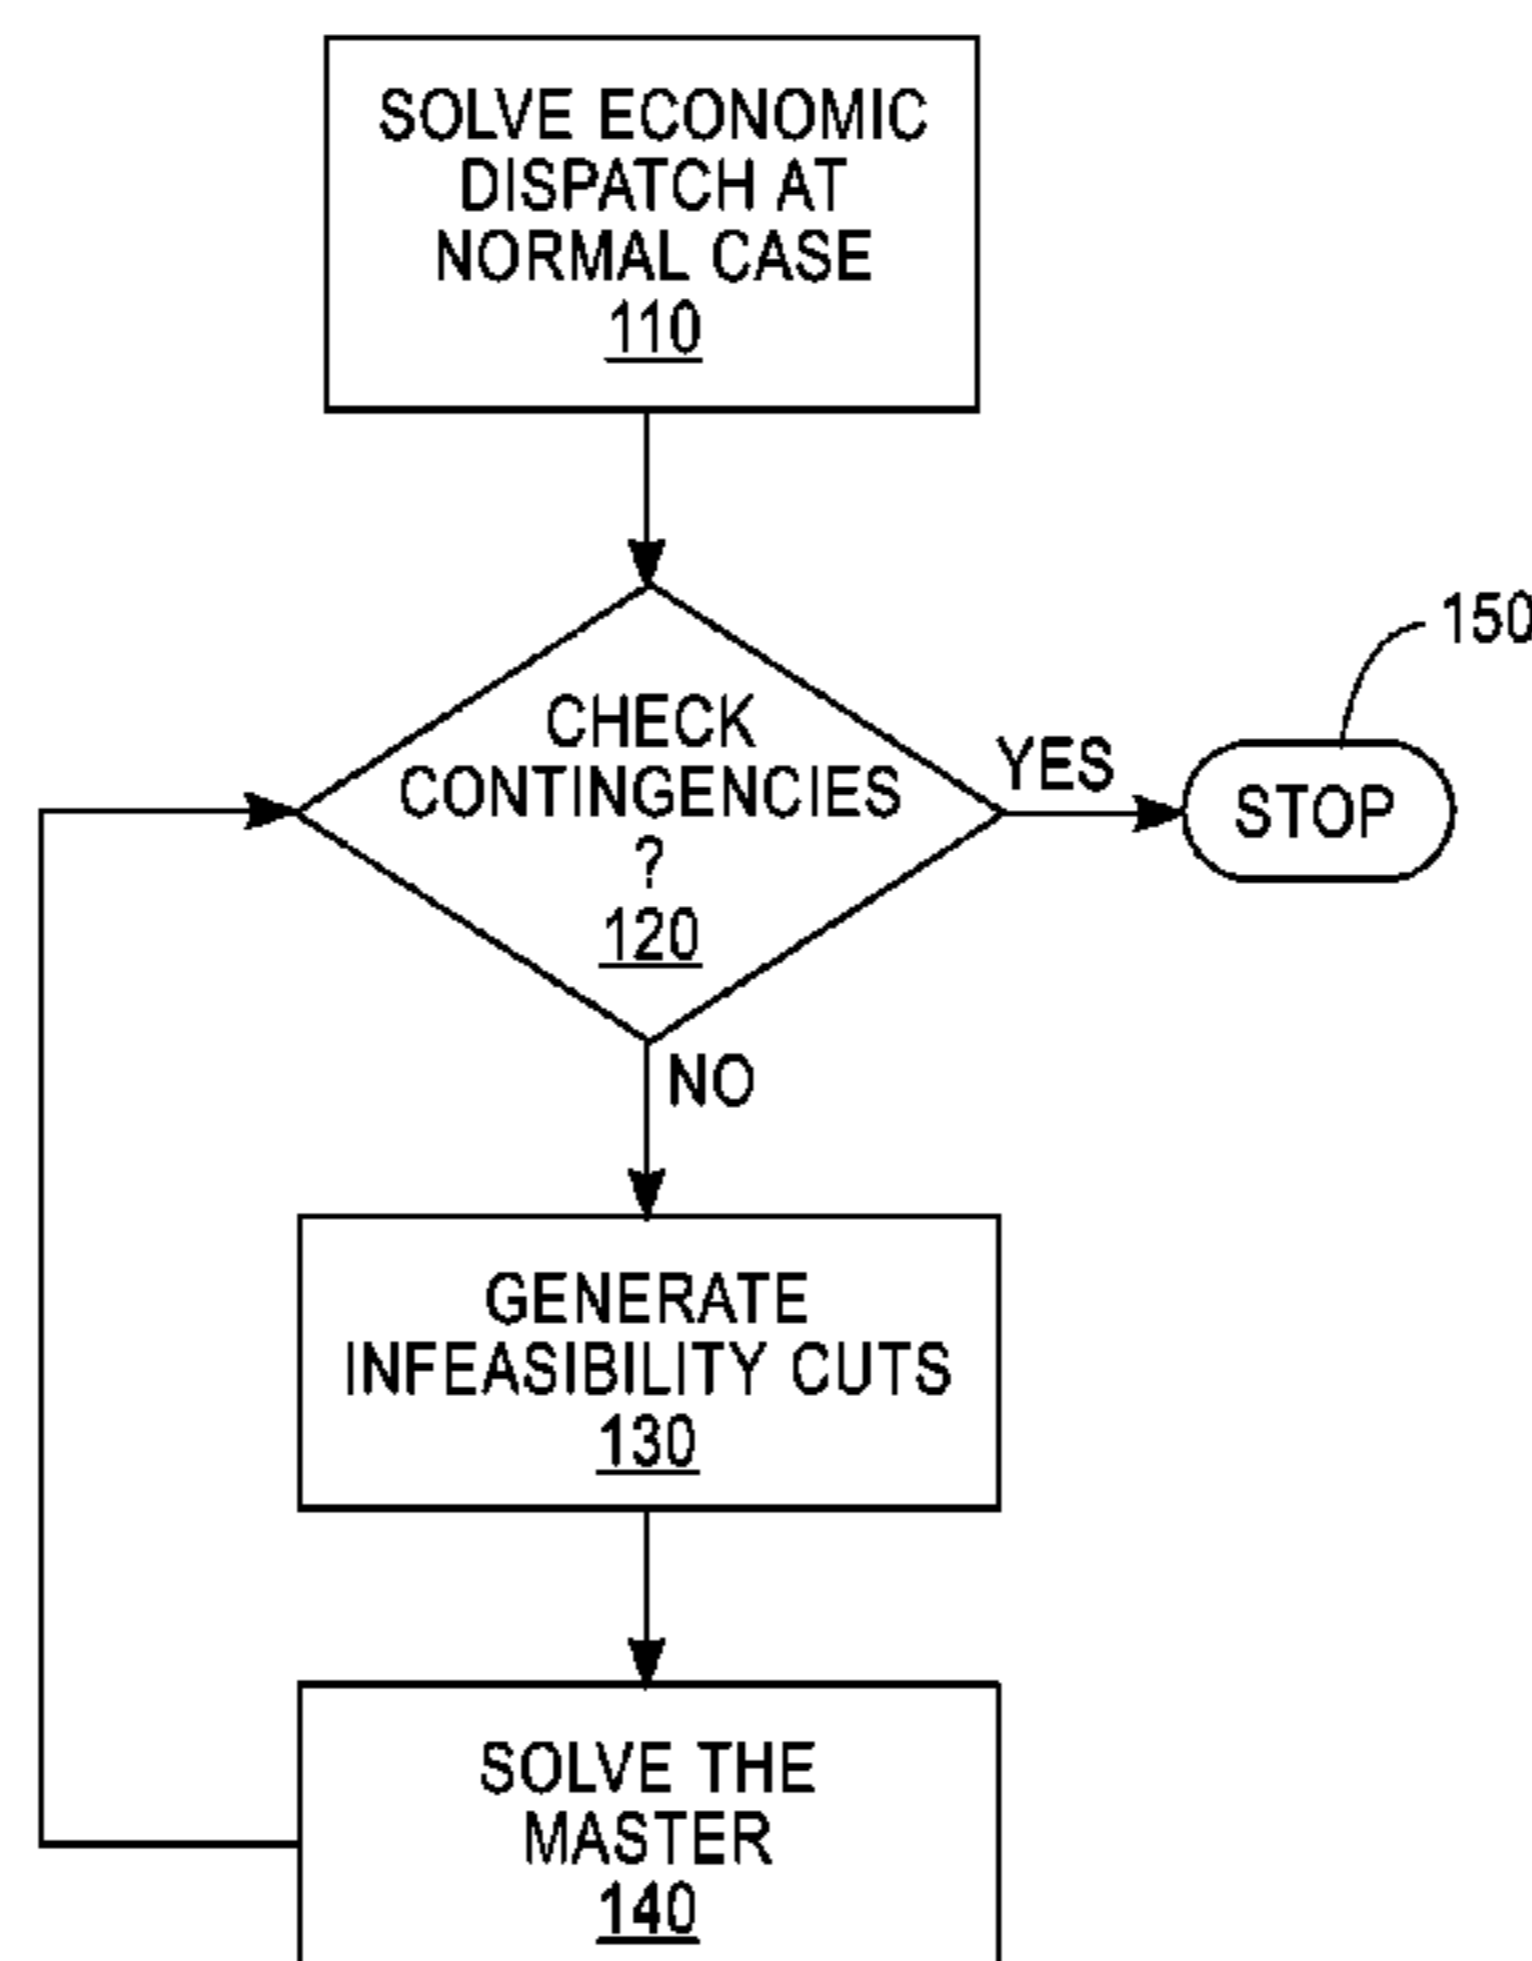 SOLVE ECONOMIC
DISPATCH AT
NORMAL CASE
110
150
CHECK
CONTINGENCIES
?
120
YES
STOP
NO
GENERATE
INFEASIBILITY CUTS
130
SOLVE THE
MASTER
140